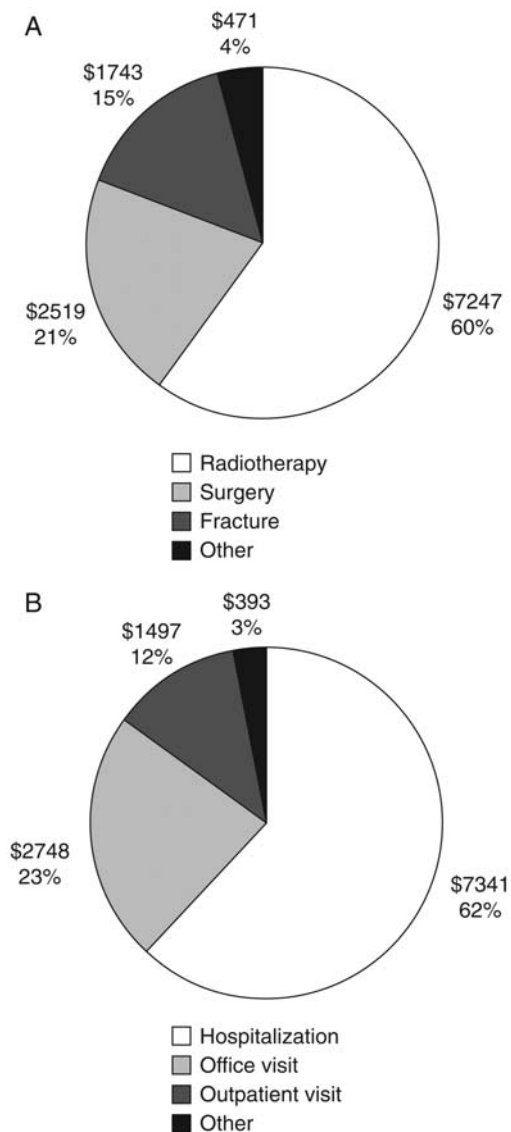 A
$471
4%
$1743
15%
$2519
21%
$7247
60%
Radiotherapy
Surgery
Fracture
Other
B
$393
3%
$1497
12%
$2748
23%
$7341
62%
Hospitalization
Office visit
Outpatient visit
Other